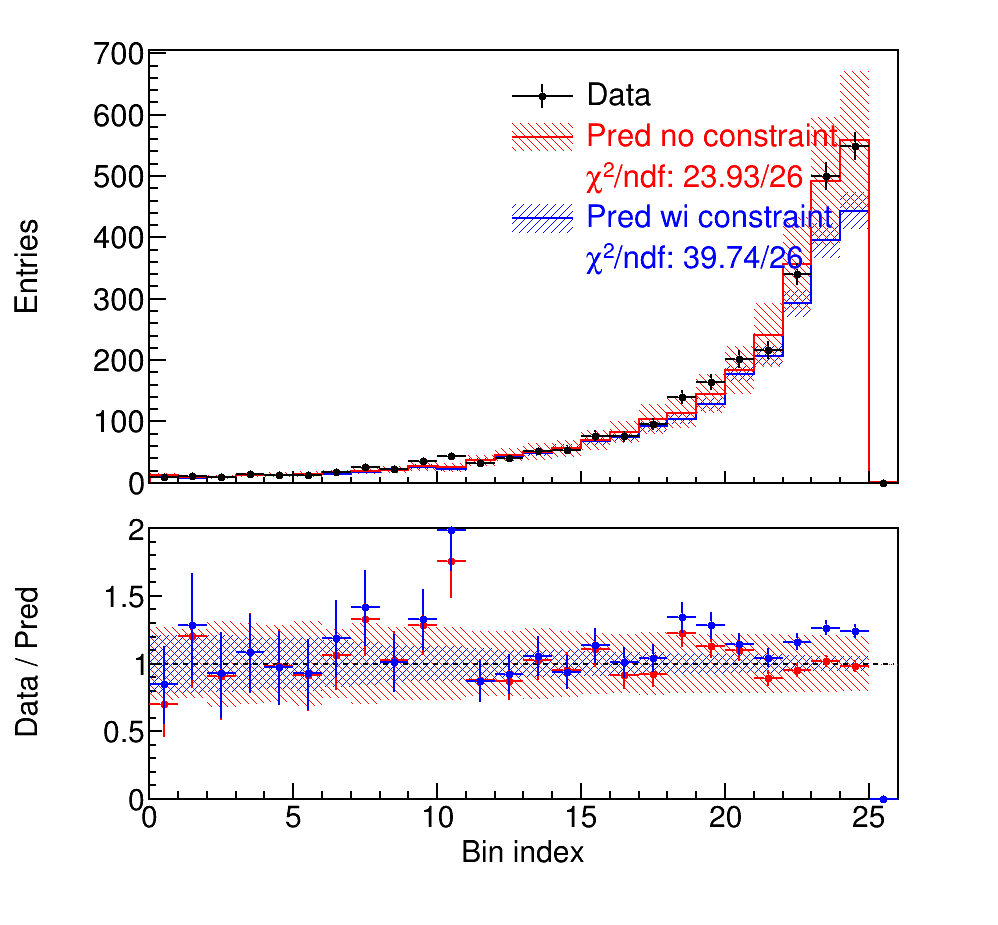 700
600
500
400
300
200
100
0
Entries
Data
Pred no constraint
χ²/ndf: 23.93/26
Pred wi constraint
χ²/ndf: 39.74/26
2
1.5
1
0.5
0
Data / Pred
0 5 10 15 20 25
Bin index